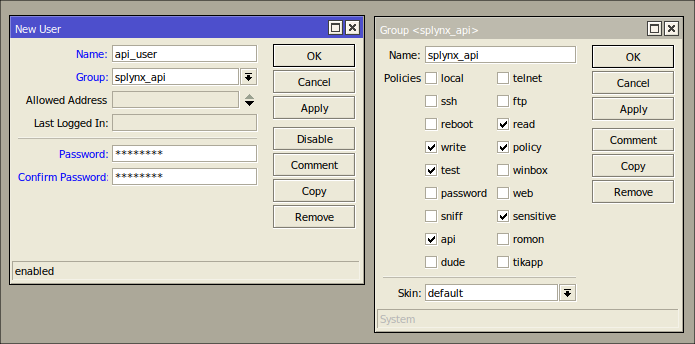 New User
Name: api_user
OK
Group: splynx_api
Cancel
Allowed Address
Apply
Last Logged In:
Disable
Password: ********
Comment
Confirm Password: ********
Copy
Remove
enabled
Group <splynx_api>
Name: splynx_api
OK
Policies local telnet
Cancel
ssh ftp
Apply
reboot read
Comment
write policy
Copy
test winbox
Remove
password web
sniff sensitive
api romon
dude tikapp
Skin: default
System